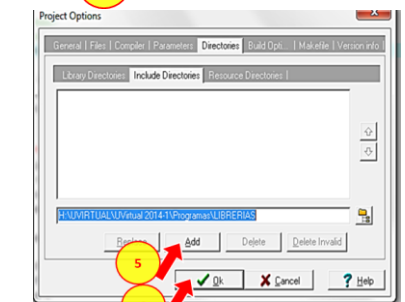 Project Options
General | Files | Compiler | Parameters Directories Build Opti... | Makefile | Version info |
Library Directories Include Directories Resource Directories |
H:\UVIRTUAL\UVirtual 2014-1\Programas\LIBRERIAS
Add Delete Delete Invalid
5
Ok Cancel ? Help